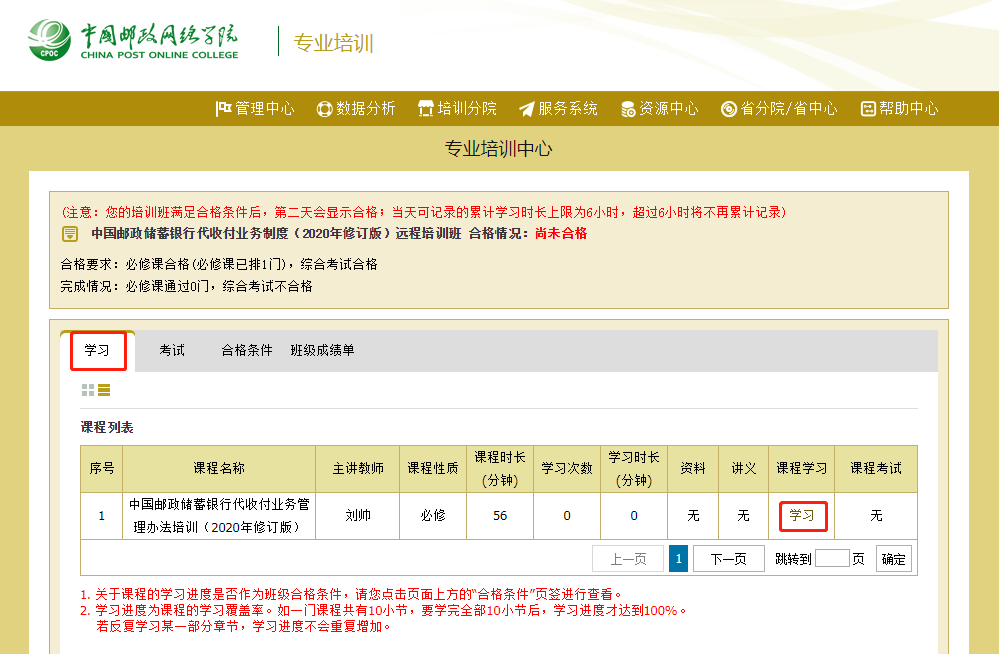 中国邮政网络学院
CPOC
CHINA POST ONLINE COLLEGE
专业培训
管理中心 数据分析 培训分院 服务系统 资源中心 省分院/省中心 帮助中心
专业培训中心
(注意：您的培训班满足合格条件后，第二天会显示合格；当天可记录的累计学习时长上限为6小时，超过6小时将不再累计记录)
中国邮政储蓄银行代收付业务制度（2020年修订版）远程培训班 合格情况：尚未合格
合格要求：必修课合格(必修课已排1门)，综合考试合格
完成情况：必修课通过0门，综合考试不合格
学习 考试 合格条件 班级成绩单
课程列表
序号 课程名称 主讲教师 课程性质 课程时长(分钟) 学习次数 学习时长(分钟) 资料 讲义 课程学习 课程考试
1 中国邮政储蓄银行代收付业务管理办法培训（2020年修订版） 刘帅 必修 56 0 0 无 无 学习 无
上一页 1 下一页 跳转到 页 确定
1. 关于课程的学习进度是否作为班级合格条件，请您点击页面上方的“合格条件”页签进行查看。
2. 学习进度为课程的学习覆盖率。如一门课程共有10小节，要学完全部10小节后，学习进度才达到100%。
若反复学习某一部分章节，学习进度不会重复增加。